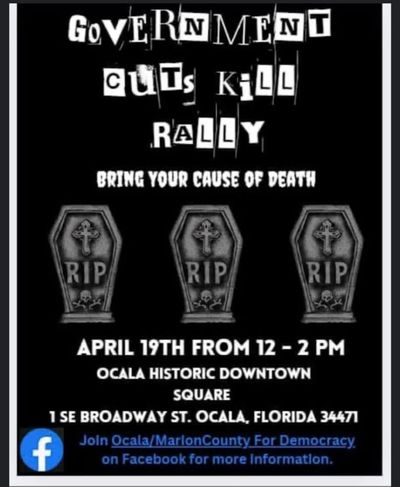 GOVERNMENT
CUTS KILL
RALLY
BRING YOUR CAUSE OF DEATH
RIP RIP RIP
APRIL 19TH FROM 12 - 2 PM
OCALA HISTORIC DOWNTOWN
SQUARE
1 SE BROADWAY ST. OCALA, FLORIDA 34471
f Join Ocala/MarionCounty For Democracy
on Facebook for more information.